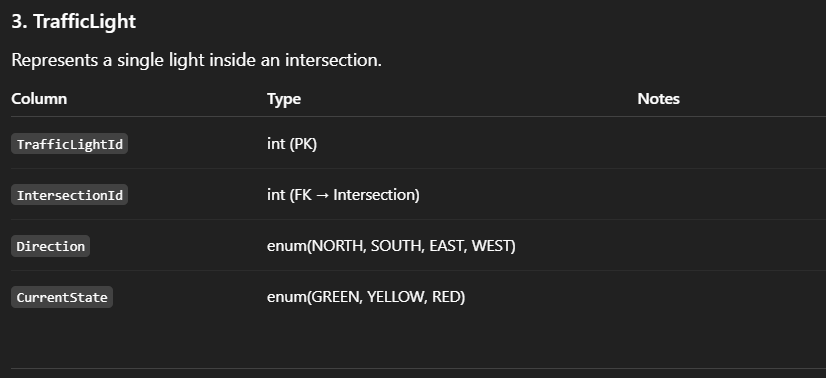 3. TrafficLight
Represents a single light inside an intersection.
Column Type Notes
TrafficLightId int (PK)
IntersectionId int (FK → Intersection)
Direction enum(NORTH, SOUTH, EAST, WEST)
CurrentState enum(GREEN, YELLOW, RED)